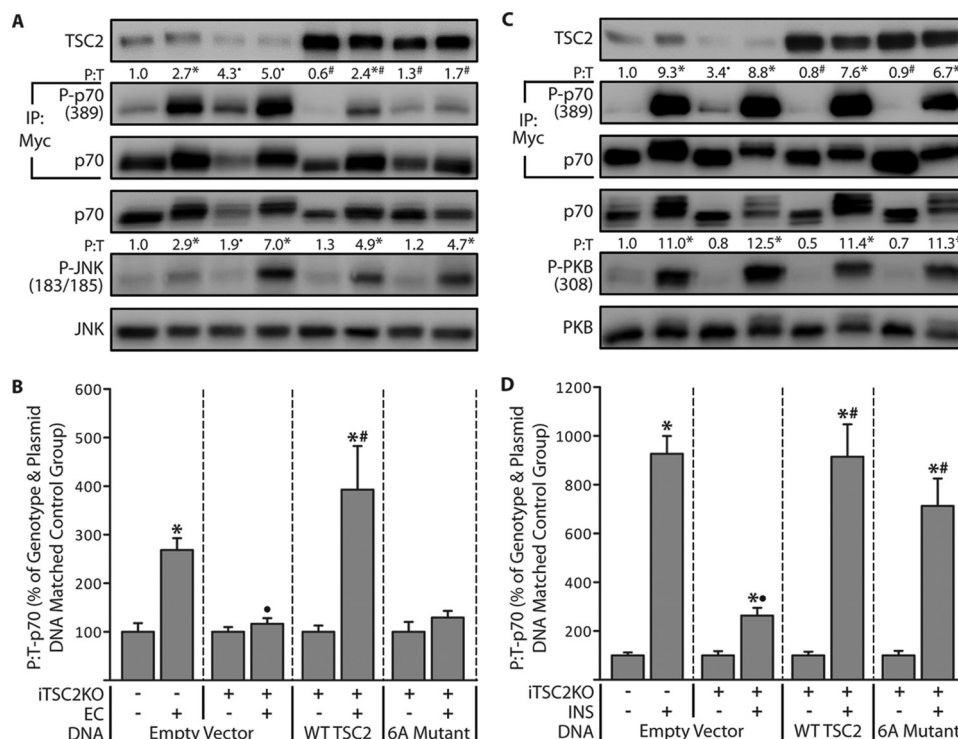 A
TSC2
P:T 1.0 2.7* 4.3• 5.0• 0.6# 2.4*# 1.3# 1.7#
IP:
Myc
P-p70
(389)
p70
p70
P:T 1.0 2.9* 1.9• 7.0* 1.3 4.9* 1.2 4.7*
P-JNK
(183/185)
JNK
C
TSC2
P:T 1.0 9.3* 3.4• 8.8* 0.8# 7.6* 0.9# 6.7*
IP:
Myc
P-p70
(389)
p70
p70
P:T 1.0 11.0* 0.8 12.5* 0.5 11.4* 0.7 11.3*
P-PKB
(308)
PKB
B
P:T-p70 (% of Genotype & Plasmid
DNA Matched Control Group)
600
500
400
300
200
100
* • *#
iTSC2KO - - + + + + + +
EC - + - + - + - +
DNA Empty Vector WT TSC2 6A Mutant
D
P:T-p70 (% of Genotype & Plasmid
DNA Matched Control Group)
1200
1000
800
600
400
200
* *• *# *#
iTSC2KO - - + + + + + +
INS - + - + - + - +
DNA Empty Vector WT TSC2 6A Mutant